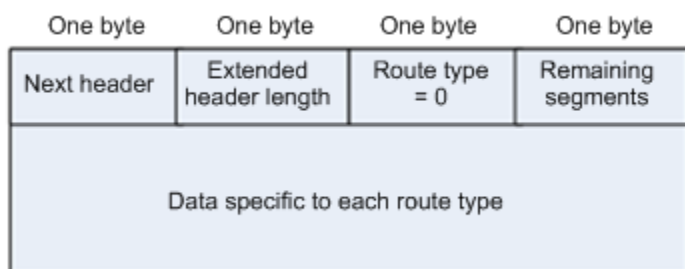 One byte One byte One byte One byte
Next header
Extended
header length
Route type
= 0
Remaining
segments
Data specific to each route type